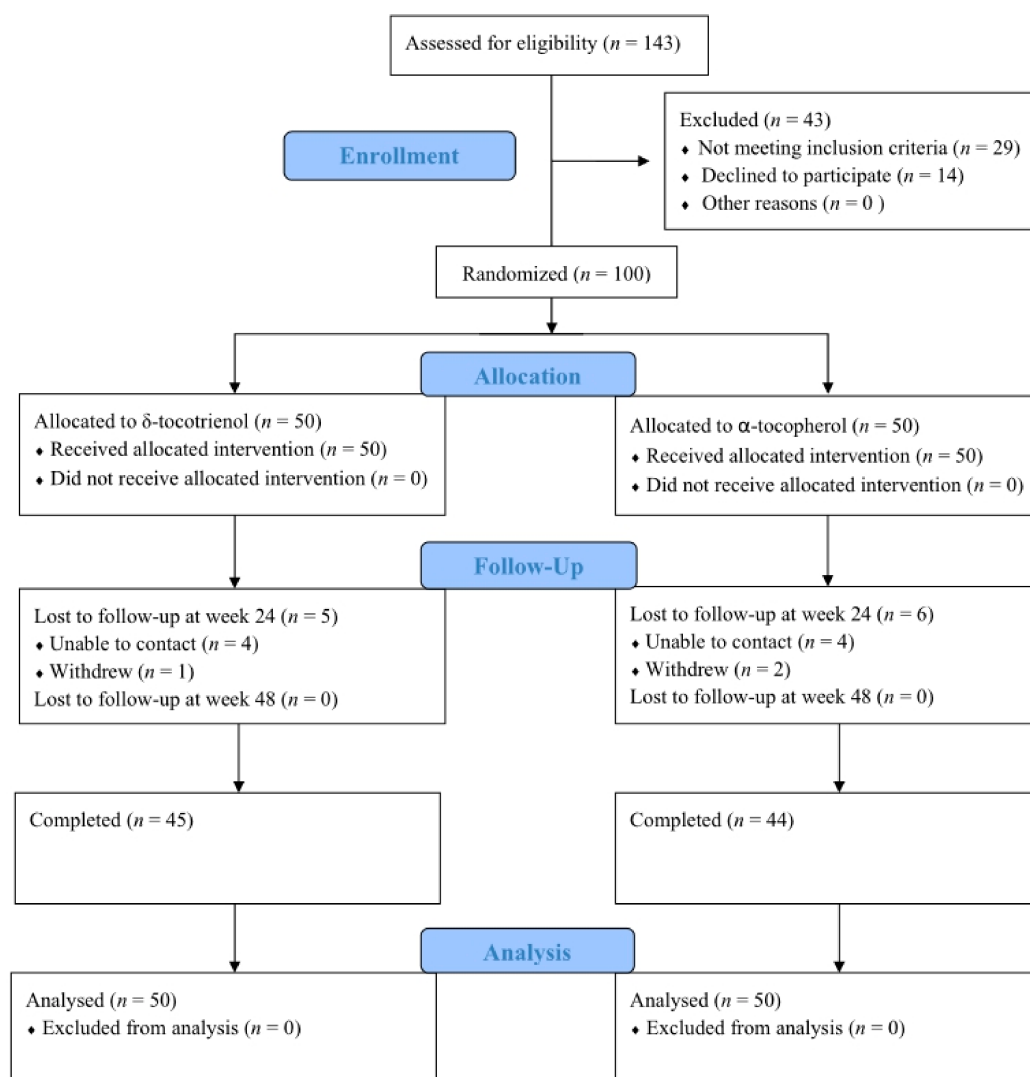 Assessed for eligibility (n = 143)
Enrollment
Excluded (n = 43)
♦ Not meeting inclusion criteria (n = 29)
♦ Declined to participate (n = 14)
♦ Other reasons (n = 0 )
Randomized (n = 100)
Allocation
Allocated to δ-tocotrienol (n = 50)
♦ Received allocated intervention (n = 50)
♦ Did not receive allocated intervention (n = 0)
Allocated to α-tocopherol (n = 50)
♦ Received allocated intervention (n = 50)
♦ Did not receive allocated intervention (n = 0)
Follow-Up
Lost to follow-up at week 24 (n = 5)
♦ Unable to contact (n = 4)
♦ Withdrew (n = 1)
Lost to follow-up at week 48 (n = 0)
Lost to follow-up at week 24 (n = 6)
♦ Unable to contact (n = 4)
♦ Withdrew (n = 2)
Lost to follow-up at week 48 (n = 0)
Completed (n = 45)
Completed (n = 44)
Analysis
Analysed (n = 50)
♦ Excluded from analysis (n = 0)
Analysed (n = 50)
♦ Excluded from analysis (n = 0)